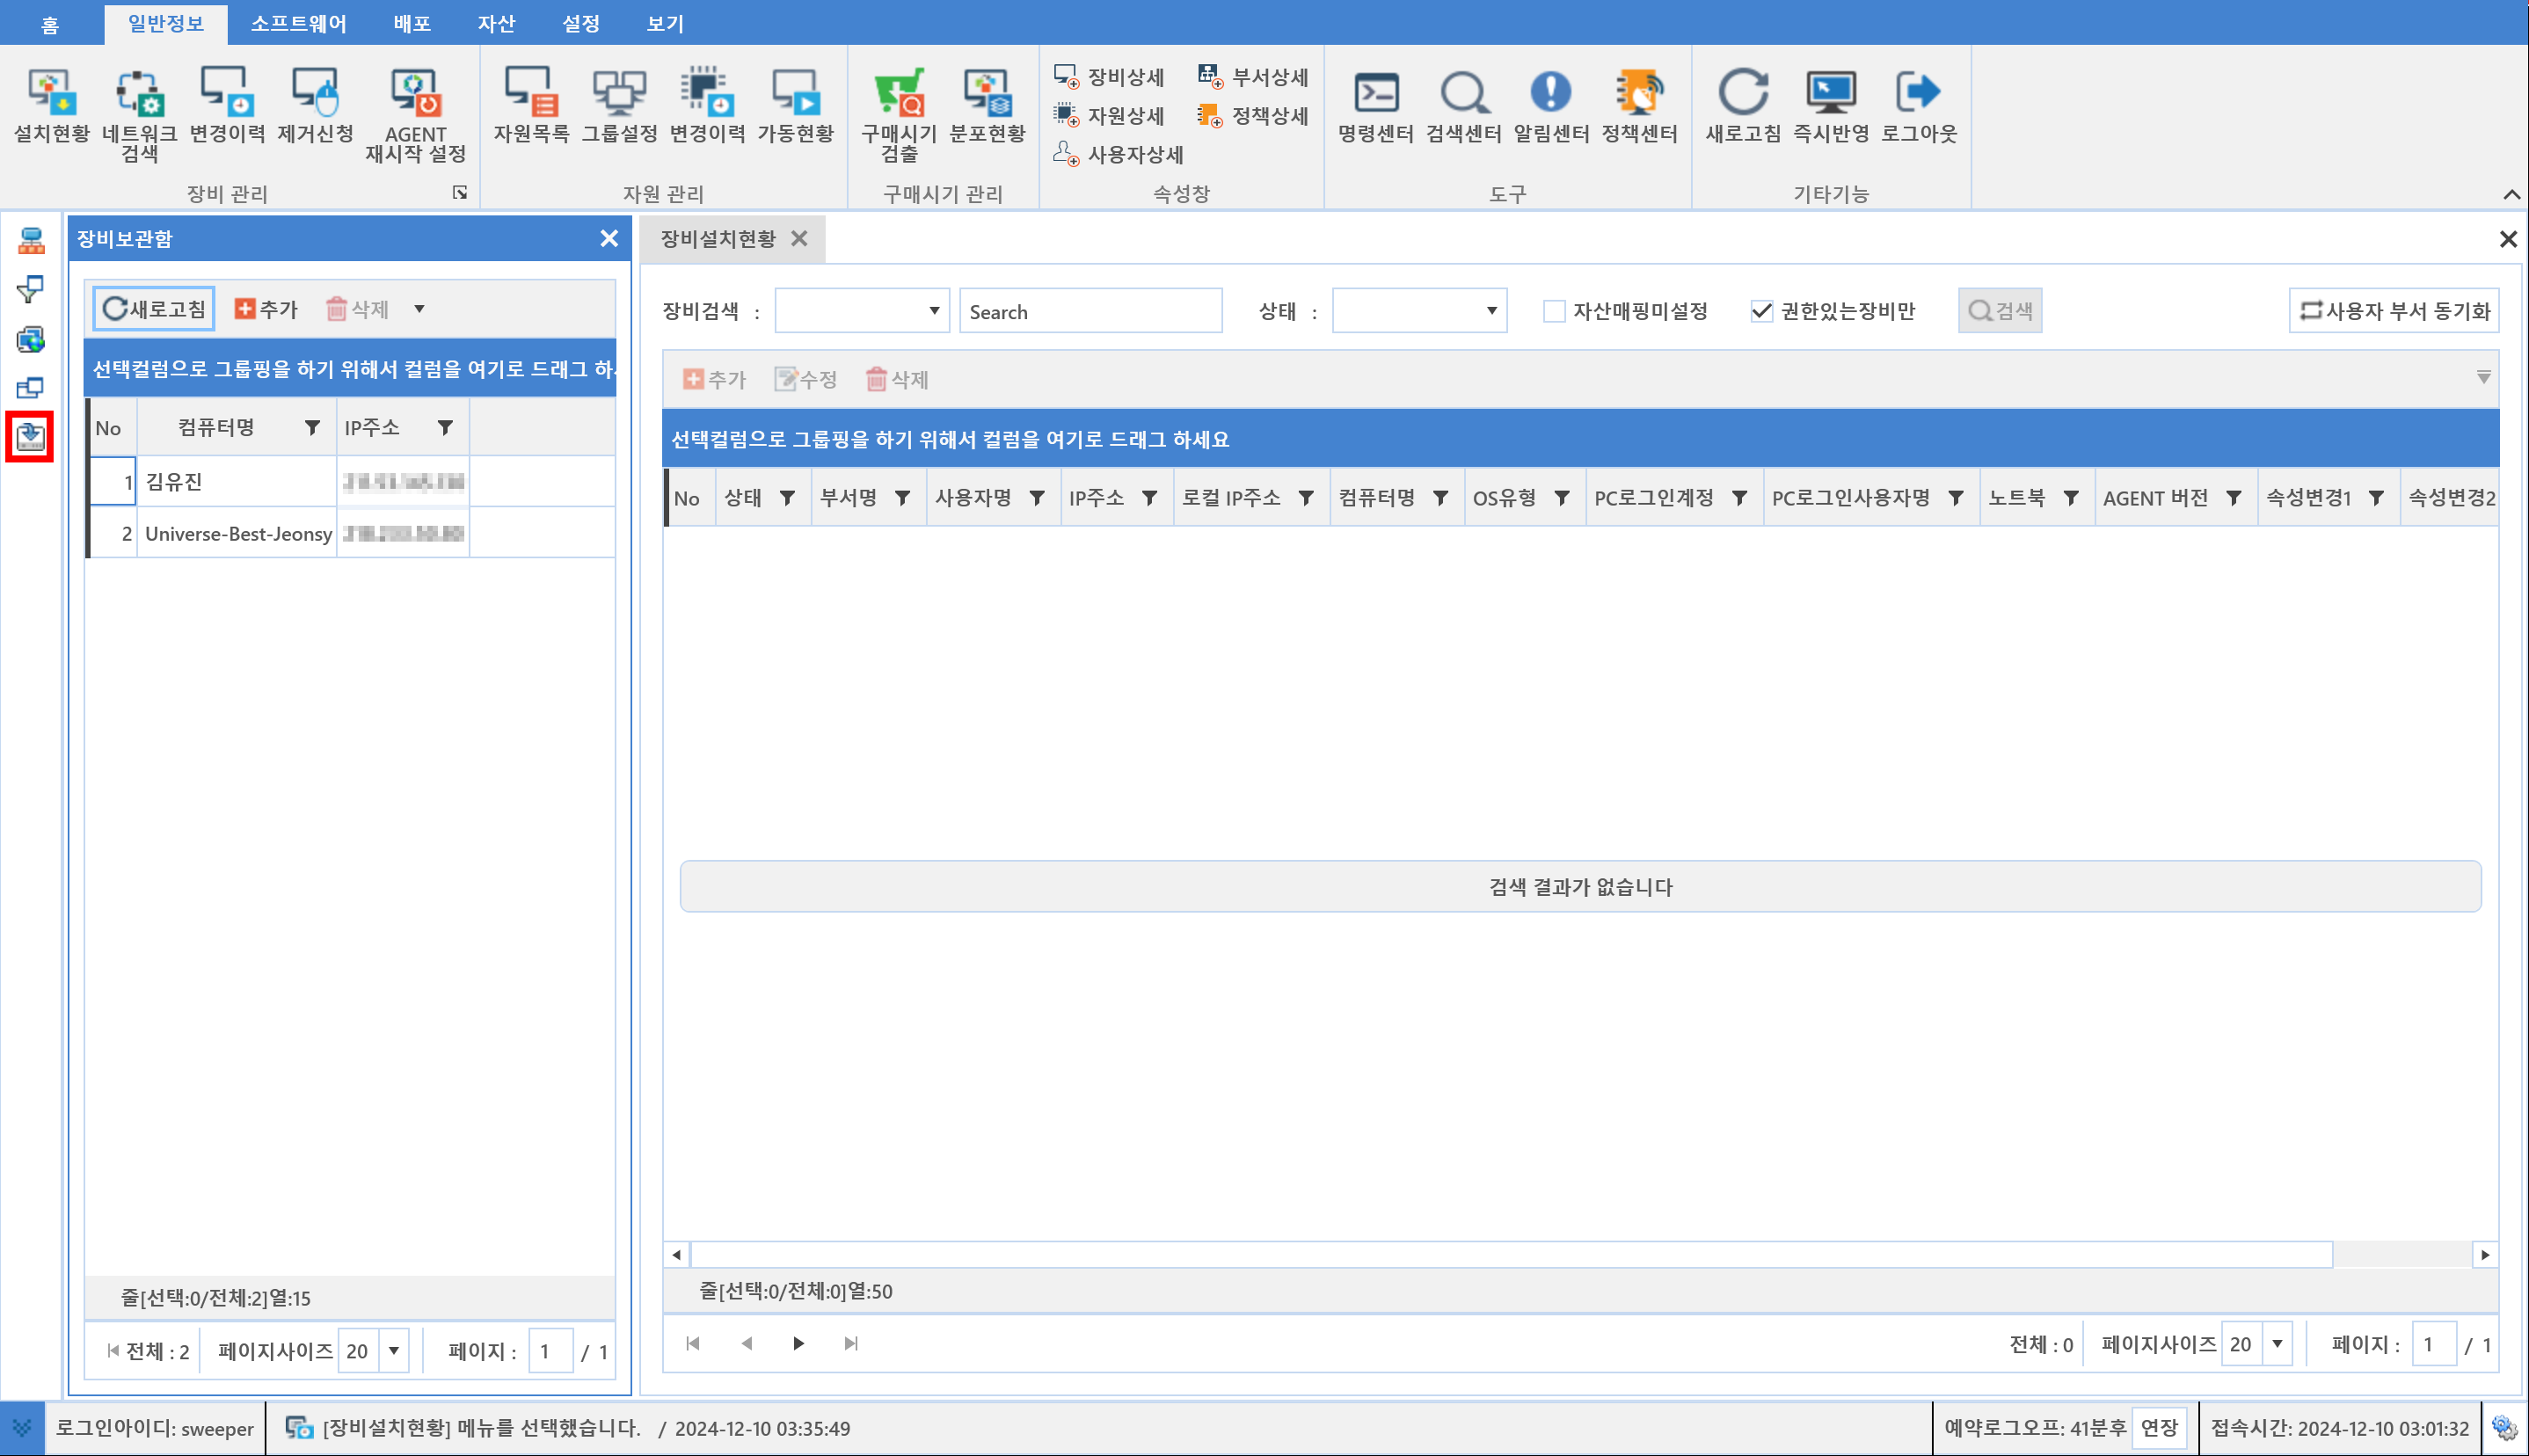 홈 일반정보 소프트웨어 배포 자산 설정 보기
설치현황 네트워크 검색 변경이력 제거신청 AGENT 재시작 설정
장비 관리
자원목록 그룹설정 변경이력 가동현황
자원 관리
구매시기 검출 분포현황
구매시기 관리
장비상세 부서상세
자원상세 정책상세
사용자상세
속성창
명령센터 검색센터 알림센터 정책센터
도구
새로고침 즉시반영 로그아웃
기타기능
장비보관함
새로고침 추가 삭제
선택컬럼으로 그룹핑을 하기 위해서 컬럼을 여기로 드래그 하
No 컴퓨터명 IP주소
1 김유진
2 Universe-Best-Jeonsy
줄[선택:0/전체:2]열:15
전체 : 2 페이지사이즈 20 페이지 : 1 / 1
장비설치현황
장비검색 : Search 상태 : 자산매핑미설정 권한있는장비만 검색 사용자 부서 동기화
추가 수정 삭제
선택컬럼으로 그룹핑을 하기 위해서 컬럼을 여기로 드래그 하세요
No 상태 부서명 사용자명 IP주소 로컬 IP주소 컴퓨터명 OS유형 PC로그인계정 PC로그인사용자명 노트북 AGENT 버전 속성변경1 속성변경2
검색 결과가 없습니다
줄[선택:0/전체:0]열:50
전체 : 0 페이지사이즈 20 페이지 : 1 / 1
로그인아이디: sweeper [장비설치현황] 메뉴를 선택했습니다. / 2024-12-10 03:35:49 예약로그오프: 41분후 연장 접속시간: 2024-12-10 03:01:32